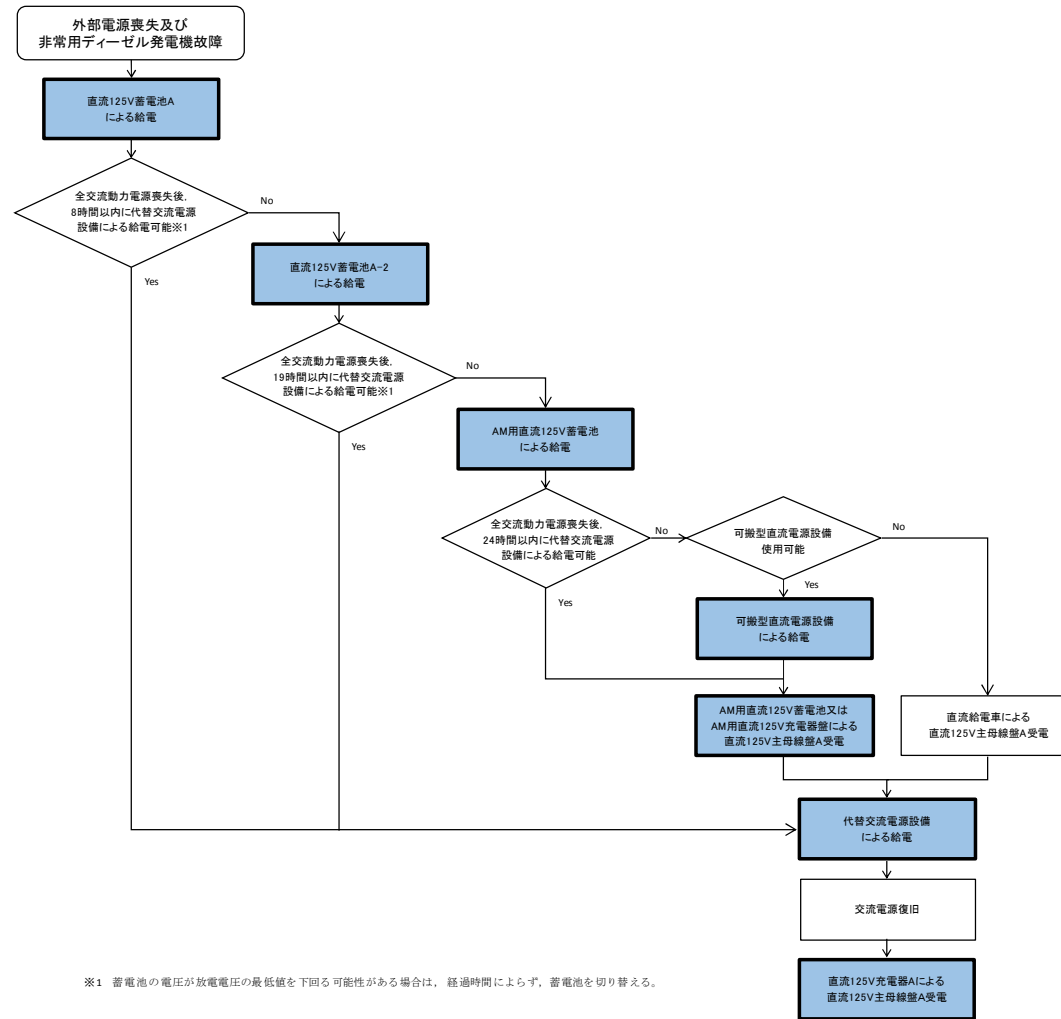 外部電源喪失及び
非常用ディーゼル発電機故障
直流125V蓄電池A
による給電
全交流動力電源喪失後,
8時間以内に代替交流電源
設備による給電可能※1
No
Yes
直流125V蓄電池A-2
による給電
全交流動力電源喪失後,
19時間以内に代替交流電源
設備による給電可能※1
No
Yes
AM用直流125V蓄電池
による給電
全交流動力電源喪失後,
24時間以内に代替交流電源
設備による給電可能
No
Yes
可搬型直流電源設備
使用可能
No
Yes
可搬型直流電源設備
による給電
AM用直流125V蓄電池又は
AM用直流125V充電器盤による
直流125V主母線盤A受電
直流給電車による
直流125V主母線盤A受電
代替交流電源設備
による給電
交流電源復旧
直流125V充電器Aによる
直流125V主母線盤A受電
※1 蓄電池の電圧が放電電圧の最低値を下回る可能性がある場合は, 経過時間によらず, 蓄電池を切り替える。